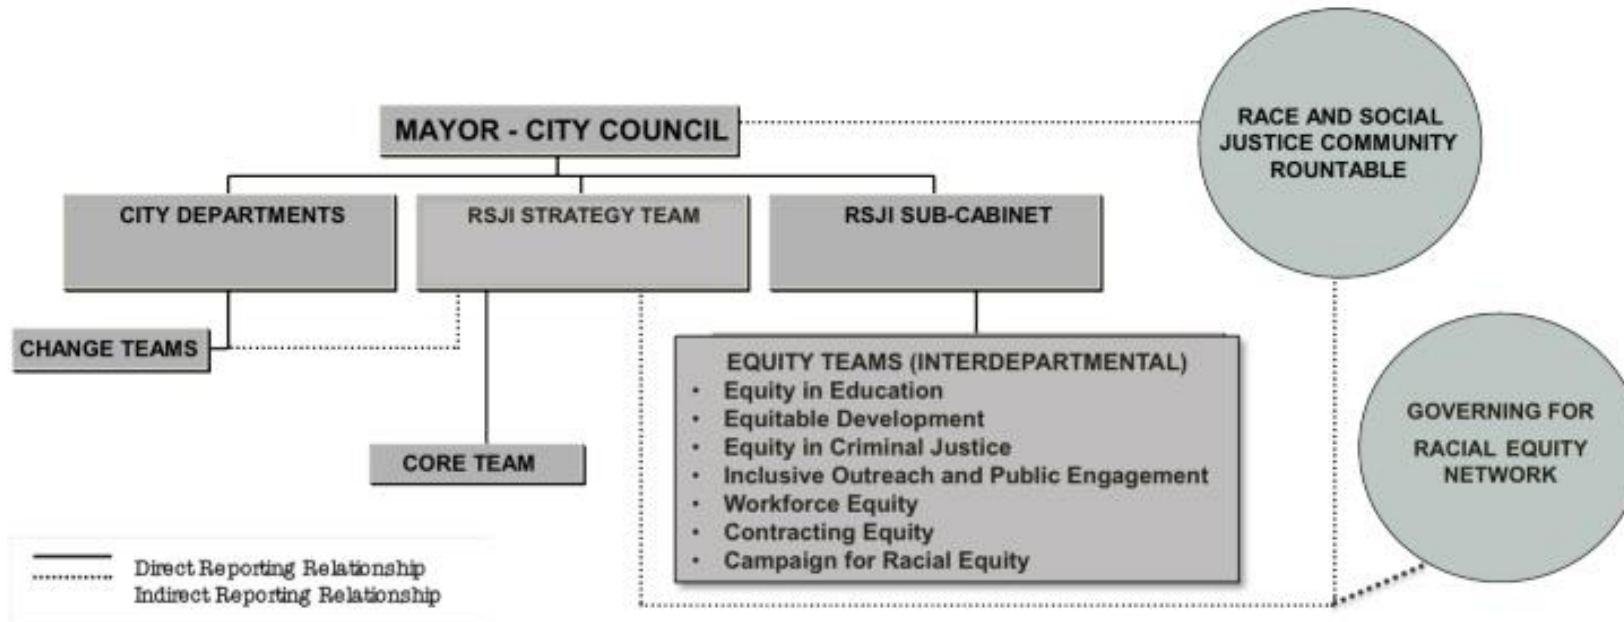 MAYOR - CITY COUNCIL
RACE AND SOCIAL
JUSTICE COMMUNITY
ROUNTABLE
CITY DEPARTMENTS
RSJI STRATEGY TEAM
RSJI SUB-CABINET
CHANGE TEAMS
CORE TEAM
EQUITY TEAMS (INTERDEPARTMENTAL)
• Equity in Education
• Equitable Development
• Equity in Criminal Justice
• Inclusive Outreach and Public Engagement
• Workforce Equity
• Contracting Equity
• Campaign for Racial Equity
GOVERNING FOR
RACIAL EQUITY
NETWORK
Direct Reporting Relationship
Indirect Reporting Relationship